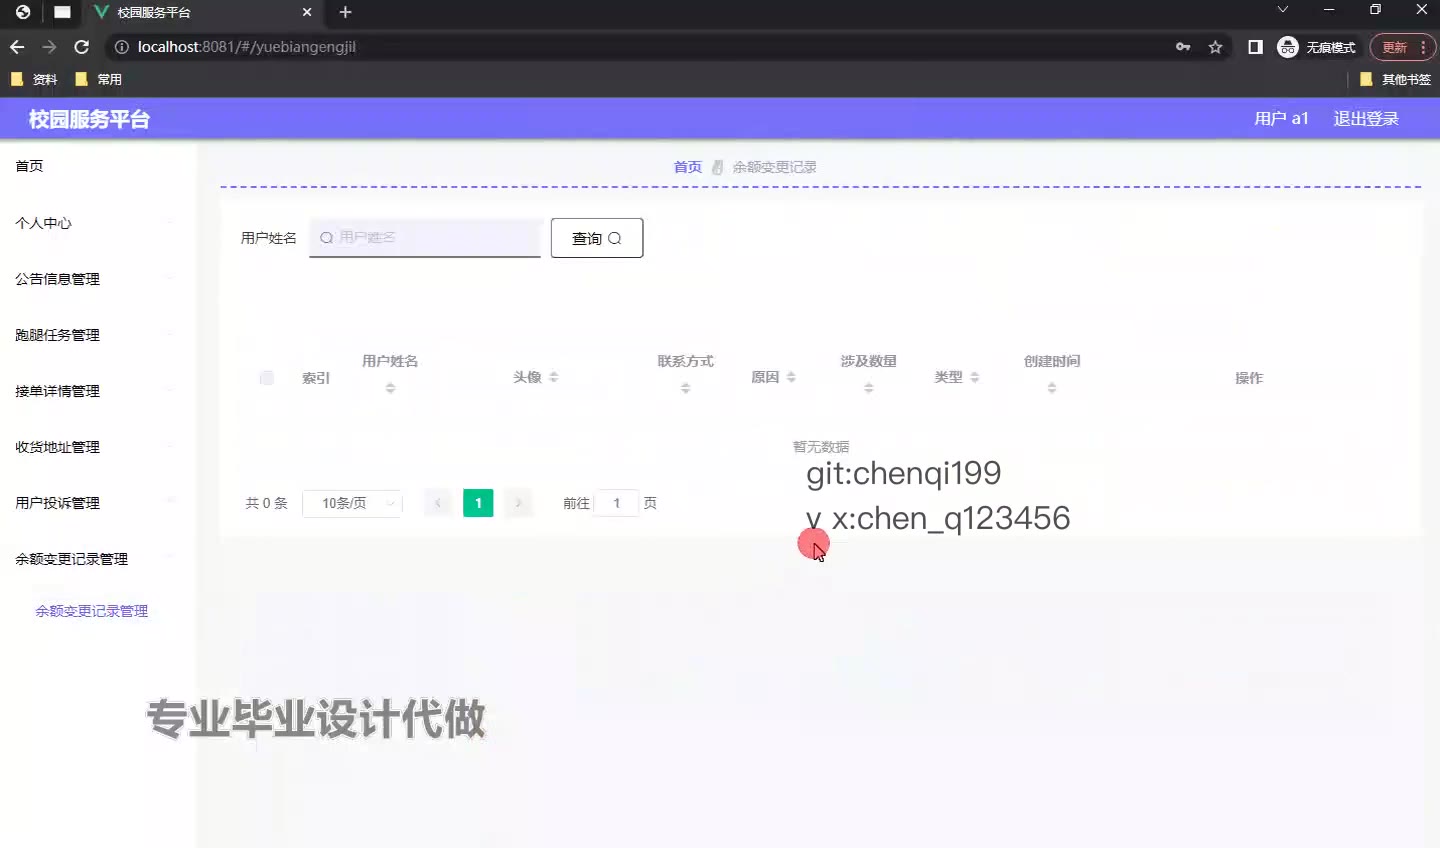 校园服务平台
localhost:8081/#/yuebiangengjil
无痕模式
更新
资料
常用
其他书签
校园服务平台
用户 a1
退出登录
首页
首页
余额变更记录
个人中心
用户姓名
用户姓名
查询
公告信息管理
跑腿任务管理
索引
用户姓名
头像
联系方式
原因
涉及数量
类型
创建时间
操作
接单详情管理
收货地址管理
暂无数据
git:chenqi199
用户投诉管理
共 0 条
10条/页
1
前往
1
页
v x:chen_q123456
余额变更记录管理
余额变更记录管理
专业毕业设计代做